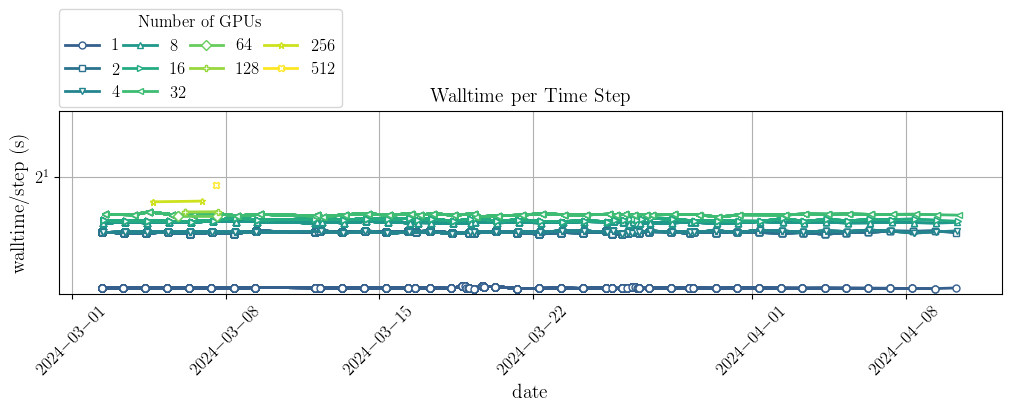 Number of GPUs
1 8 64 256
2 16 128 512
4 32
Walltime per Time Step
walltime/step (s)
2¹
2024−03−01 2024−03−08 2024−03−15 2024−03−22 2024−04−01 2024−04−08
date